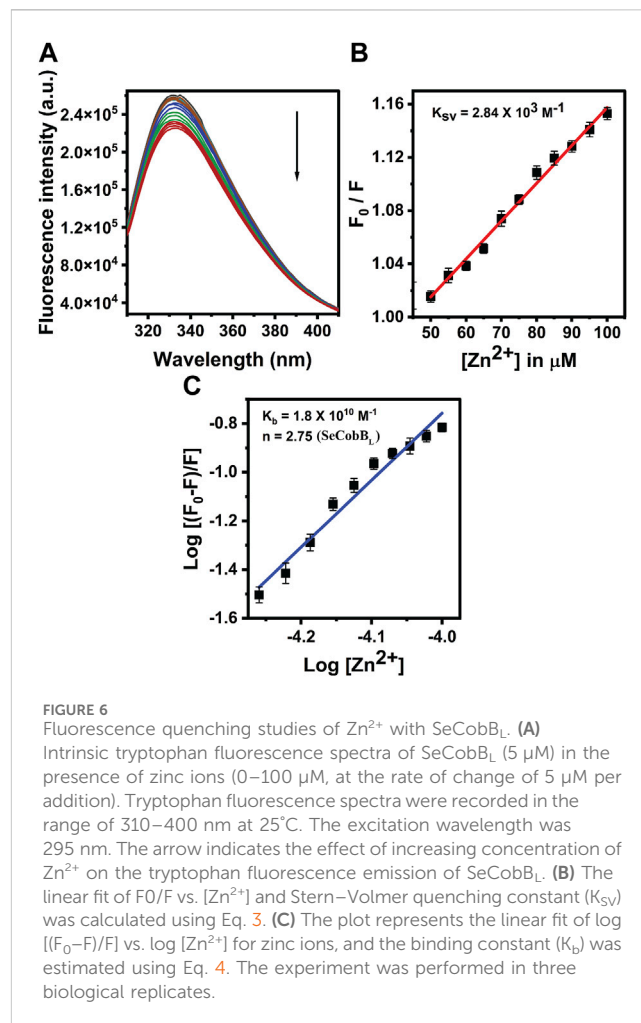 A
Fluorescence intensity (a.u.)
2.4×10⁵
2.0×10⁵
1.6×10⁵
1.2×10⁵
8.0×10⁴
4.0×10⁴
320 340 360 380 400
Wavelength (nm)
B
K_SV = 2.84 X 10³ M⁻¹
F₀ / F
1.16
1.12
1.08
1.04
1.00
50 60 70 80 90 100
[Zn²⁺] in µM
C
K_b = 1.8 X 10¹⁰ M⁻¹
n = 2.75 (SeCobB_L)
Log [(F₀-F)/F]
-0.8
-1.0
-1.2
-1.4
-1.6
-4.2 -4.1 -4.0
Log [Zn²⁺]
FIGURE 6
Fluorescence quenching studies of Zn²⁺ with SeCobB_L. (A)
Intrinsic tryptophan fluorescence spectra of SeCobB_L (5 µM) in the
presence of zinc ions (0–100 µM, at the rate of change of 5 µM per
addition). Tryptophan fluorescence spectra were recorded in the
range of 310–400 nm at 25˚C. The excitation wavelength was
295 nm. The arrow indicates the effect of increasing concentration of
Zn²⁺ on the tryptophan fluorescence emission of SeCobB_L. (B) The
linear fit of F0/F vs. [Zn²⁺] and Stern–Volmer quenching constant (K_SV)
was calculated using Eq. 3. (C) The plot represents the linear fit of log
[(F₀–F)/F] vs. log [Zn²⁺] for zinc ions, and the binding constant (K_b) was
estimated using Eq. 4. The experiment was performed in three
biological replicates.